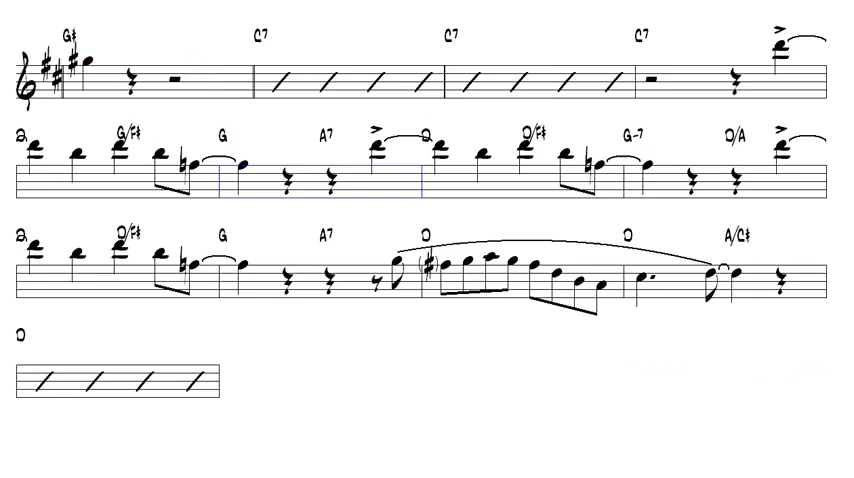 G# C7 C7 C7
D G/F# G A7 D D/F# G-7 D/A
D D/F# G A7 D D A/C#
D